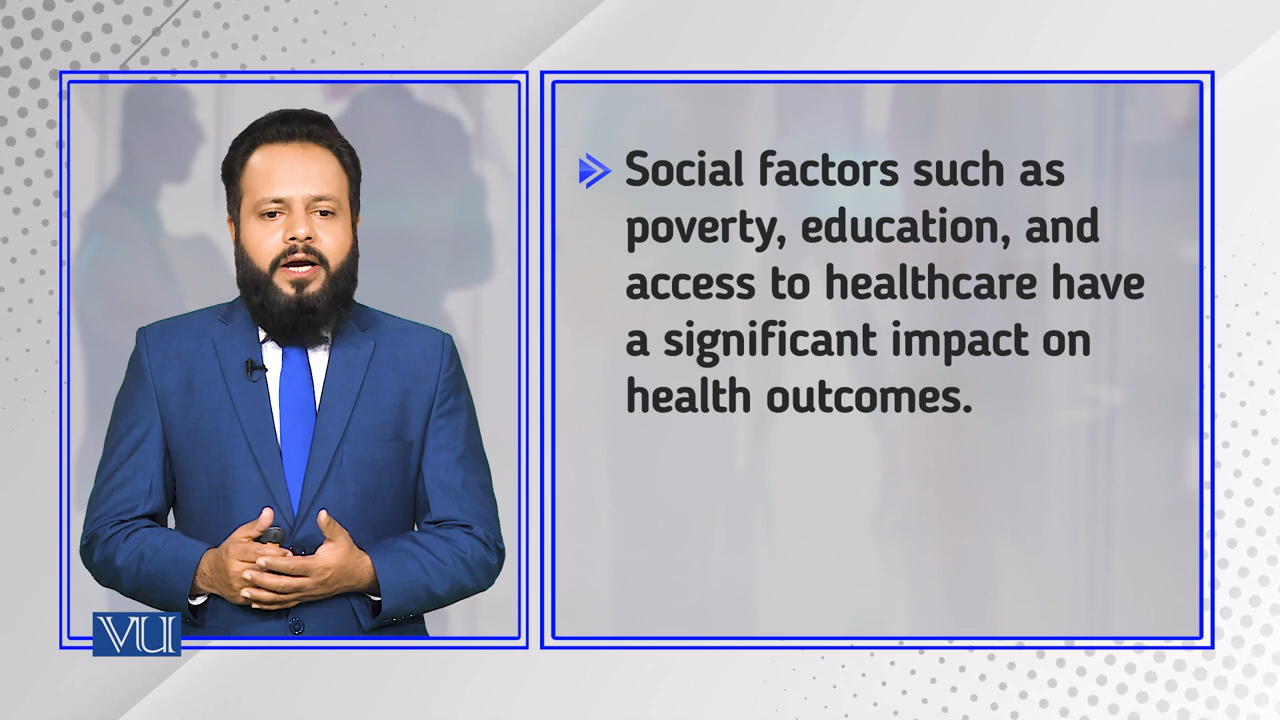 Social factors such as
poverty, education, and
access to healthcare have
a significant impact on
health outcomes.
VU